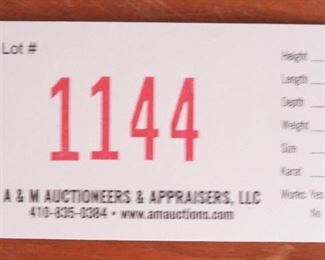 Lot #
1144
A & M AUCTIONEERS & APPRAISERS, LLC
410-835-0384 • www.amauctions.com
Height
Length
Depth
Weight
Size
Karat
Works: Yes
No